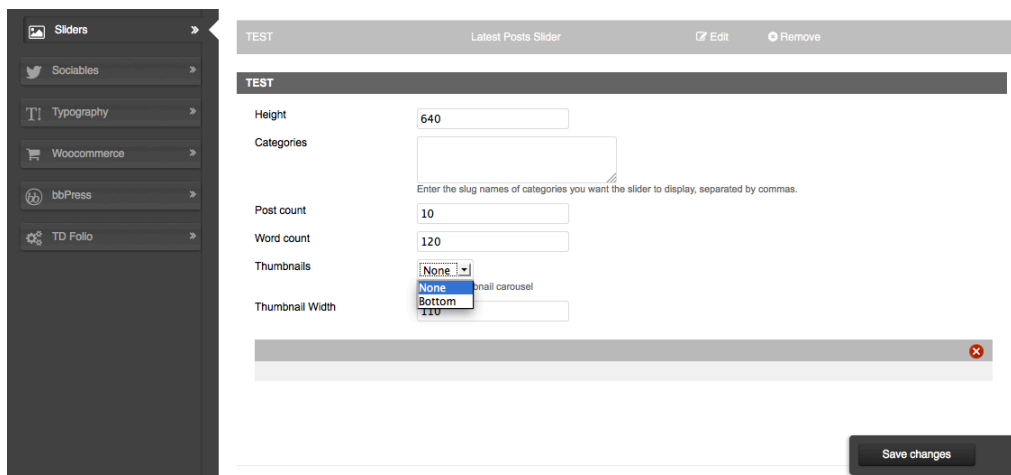 Sliders
Sociables
Typography
Woocommerce
bbPress
TD Folio
TEST Latest Posts Slider Edit Remove
TEST
Height 640
Categories
Enter the slug names of categories you want the slider to display, separated by commas.
Post count 10
Word count 120
Thumbnails None
None
bnail carousel
Bottom
Thumbnail Width 110
Save changes